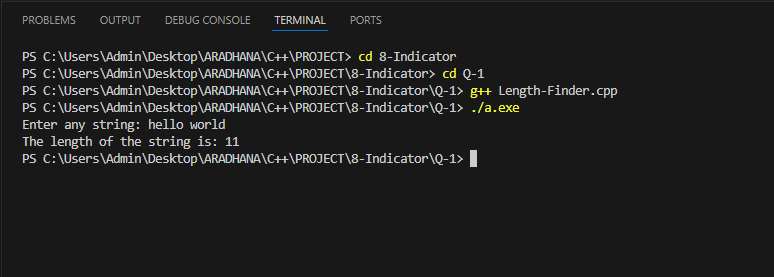 PROBLEMS OUTPUT DEBUG CONSOLE TERMINAL PORTS
PS C:\Users\Admin\Desktop\ARADHANA\C++\PROJECT> cd 8-Indicator
PS C:\Users\Admin\Desktop\ARADHANA\C++\PROJECT\8-Indicator> cd Q-1
PS C:\Users\Admin\Desktop\ARADHANA\C++\PROJECT\8-Indicator\Q-1> g++ Length-Finder.cpp
PS C:\Users\Admin\Desktop\ARADHANA\C++\PROJECT\8-Indicator\Q-1> ./a.exe
Enter any string: hello world
The length of the string is: 11
PS C:\Users\Admin\Desktop\ARADHANA\C++\PROJECT\8-Indicator\Q-1>